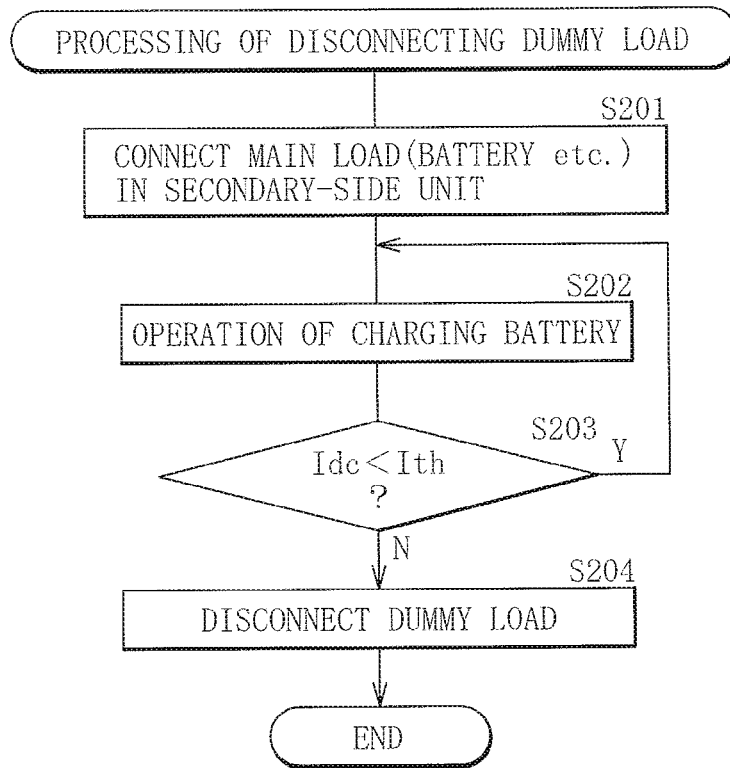 PROCESSING OF DISCONNECTING DUMMY LOAD
S201
CONNECT MAIN LOAD(BATTERY etc.)
IN SECONDARY-SIDE UNIT
S202
OPERATION OF CHARGING BATTERY
S203
Idc<Ith
?
Y
N
S204
DISCONNECT DUMMY LOAD
END